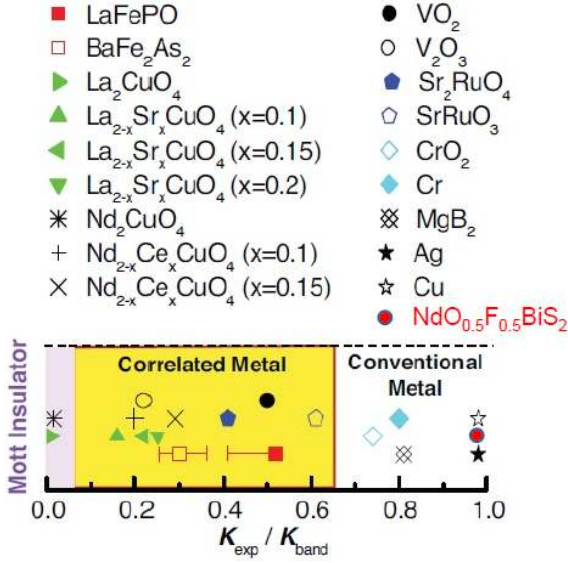 LaFePO
BaFe₂As₂
La₂CuO₄
La₂₋ₓSrₓCuO₄ (x=0.1)
La₂₋ₓSrₓCuO₄ (x=0.15)
La₂₋ₓSrₓCuO₄ (x=0.2)
Nd₂CuO₄
Nd₂₋ₓCeₓCuO₄ (x=0.1)
Nd₂₋ₓCeₓCuO₄ (x=0.15)
VO₂
V₂O₃
Sr₂RuO₄
SrRuO₃
CrO₂
Cr
MgB₂
Ag
Cu
NdO₀.₅F₀.₅BiS₂
Mott Insulator
Correlated Metal
Conventional
Metal
0.0 0.2 0.4 0.6 0.8 1.0
K_exp / K_band